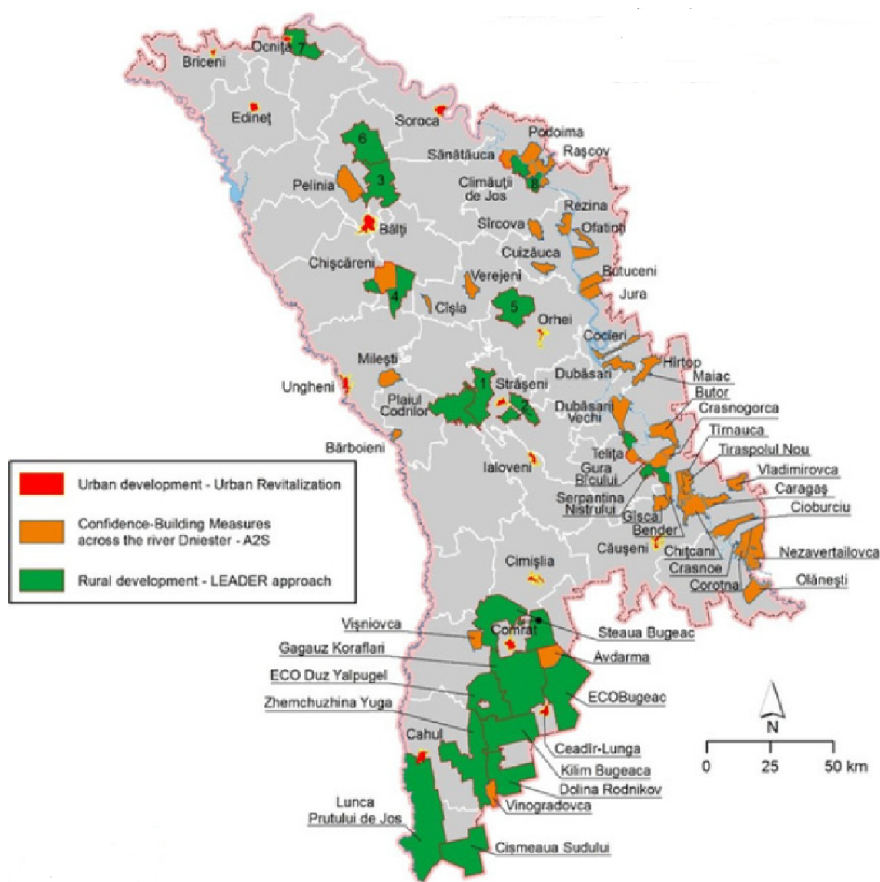 Ocnița
7
Briceni
Edineț
Soroca
Podoima
Sănătăuca
Rașcov
6
Pelinia
3
Climăuții
de Jos
8
Rezina
Sîrcova
Ofatinți
Bălți
Cuizăuca
Chișcăreni
Verejeni
Butuceni
4
Cîșla
5
Jura
Orhei
Cocieri
Milești
Dubăsari
Hîrtop
Maiac
Ungheni
1
Strășeni
Butor
Plaiul
Codrilor
2
Dubăsarii
Vechi
Crasnogorca
Tîrnauca
Bărboieni
Telița
Tiraspolul Nou
Ialoveni
Gura
Bîcului
Vladimirovca
Caragaș
Serpantina
Nistrului
Cioburciu
Gîsca
Bender
Căușeni
Chițcani
Nezavertailovca
Crasnoe
Corotna
Olănești
Urban development - Urban Revitalization
Confidence-Building Measures
across the river Dniester - A2S
Rural development - LEADER approach
Cimișlia
Vișniovca
Comrat
Steaua Bugeac
Gagauz Koraflari
Avdarma
ECO Duz Yalpugel
ECOBugeac
Zhemchuzhina Yuga
Cahul
Ceadîr-Lunga
Kilim Bugeaca
Dolina Rodnikov
Lunca
Prutului de Jos
Vinogradovca
Cișmeaua Sudului
N
0 25 50 km